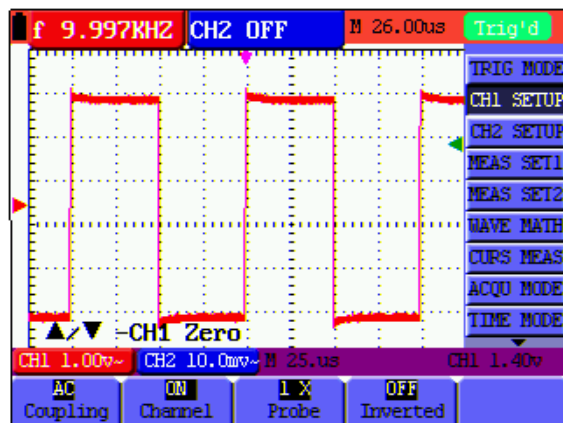 f 9.997KHZ CH2 OFF M 26.00us Trig'd
TRIG MODE
CH1 SETUP
CH2 SETUP
MEAS SET1
MEAS SET2
WAVE MATH
CURS MEAS
ACQU MODE
TIME MODE
▲/▼ -CH1 Zero
CH1 1.00v~ CH2 10.0mv~ M 25.us CH1 1.40v
AC ON 1 X OFF
Coupling Channel Probe Inverted